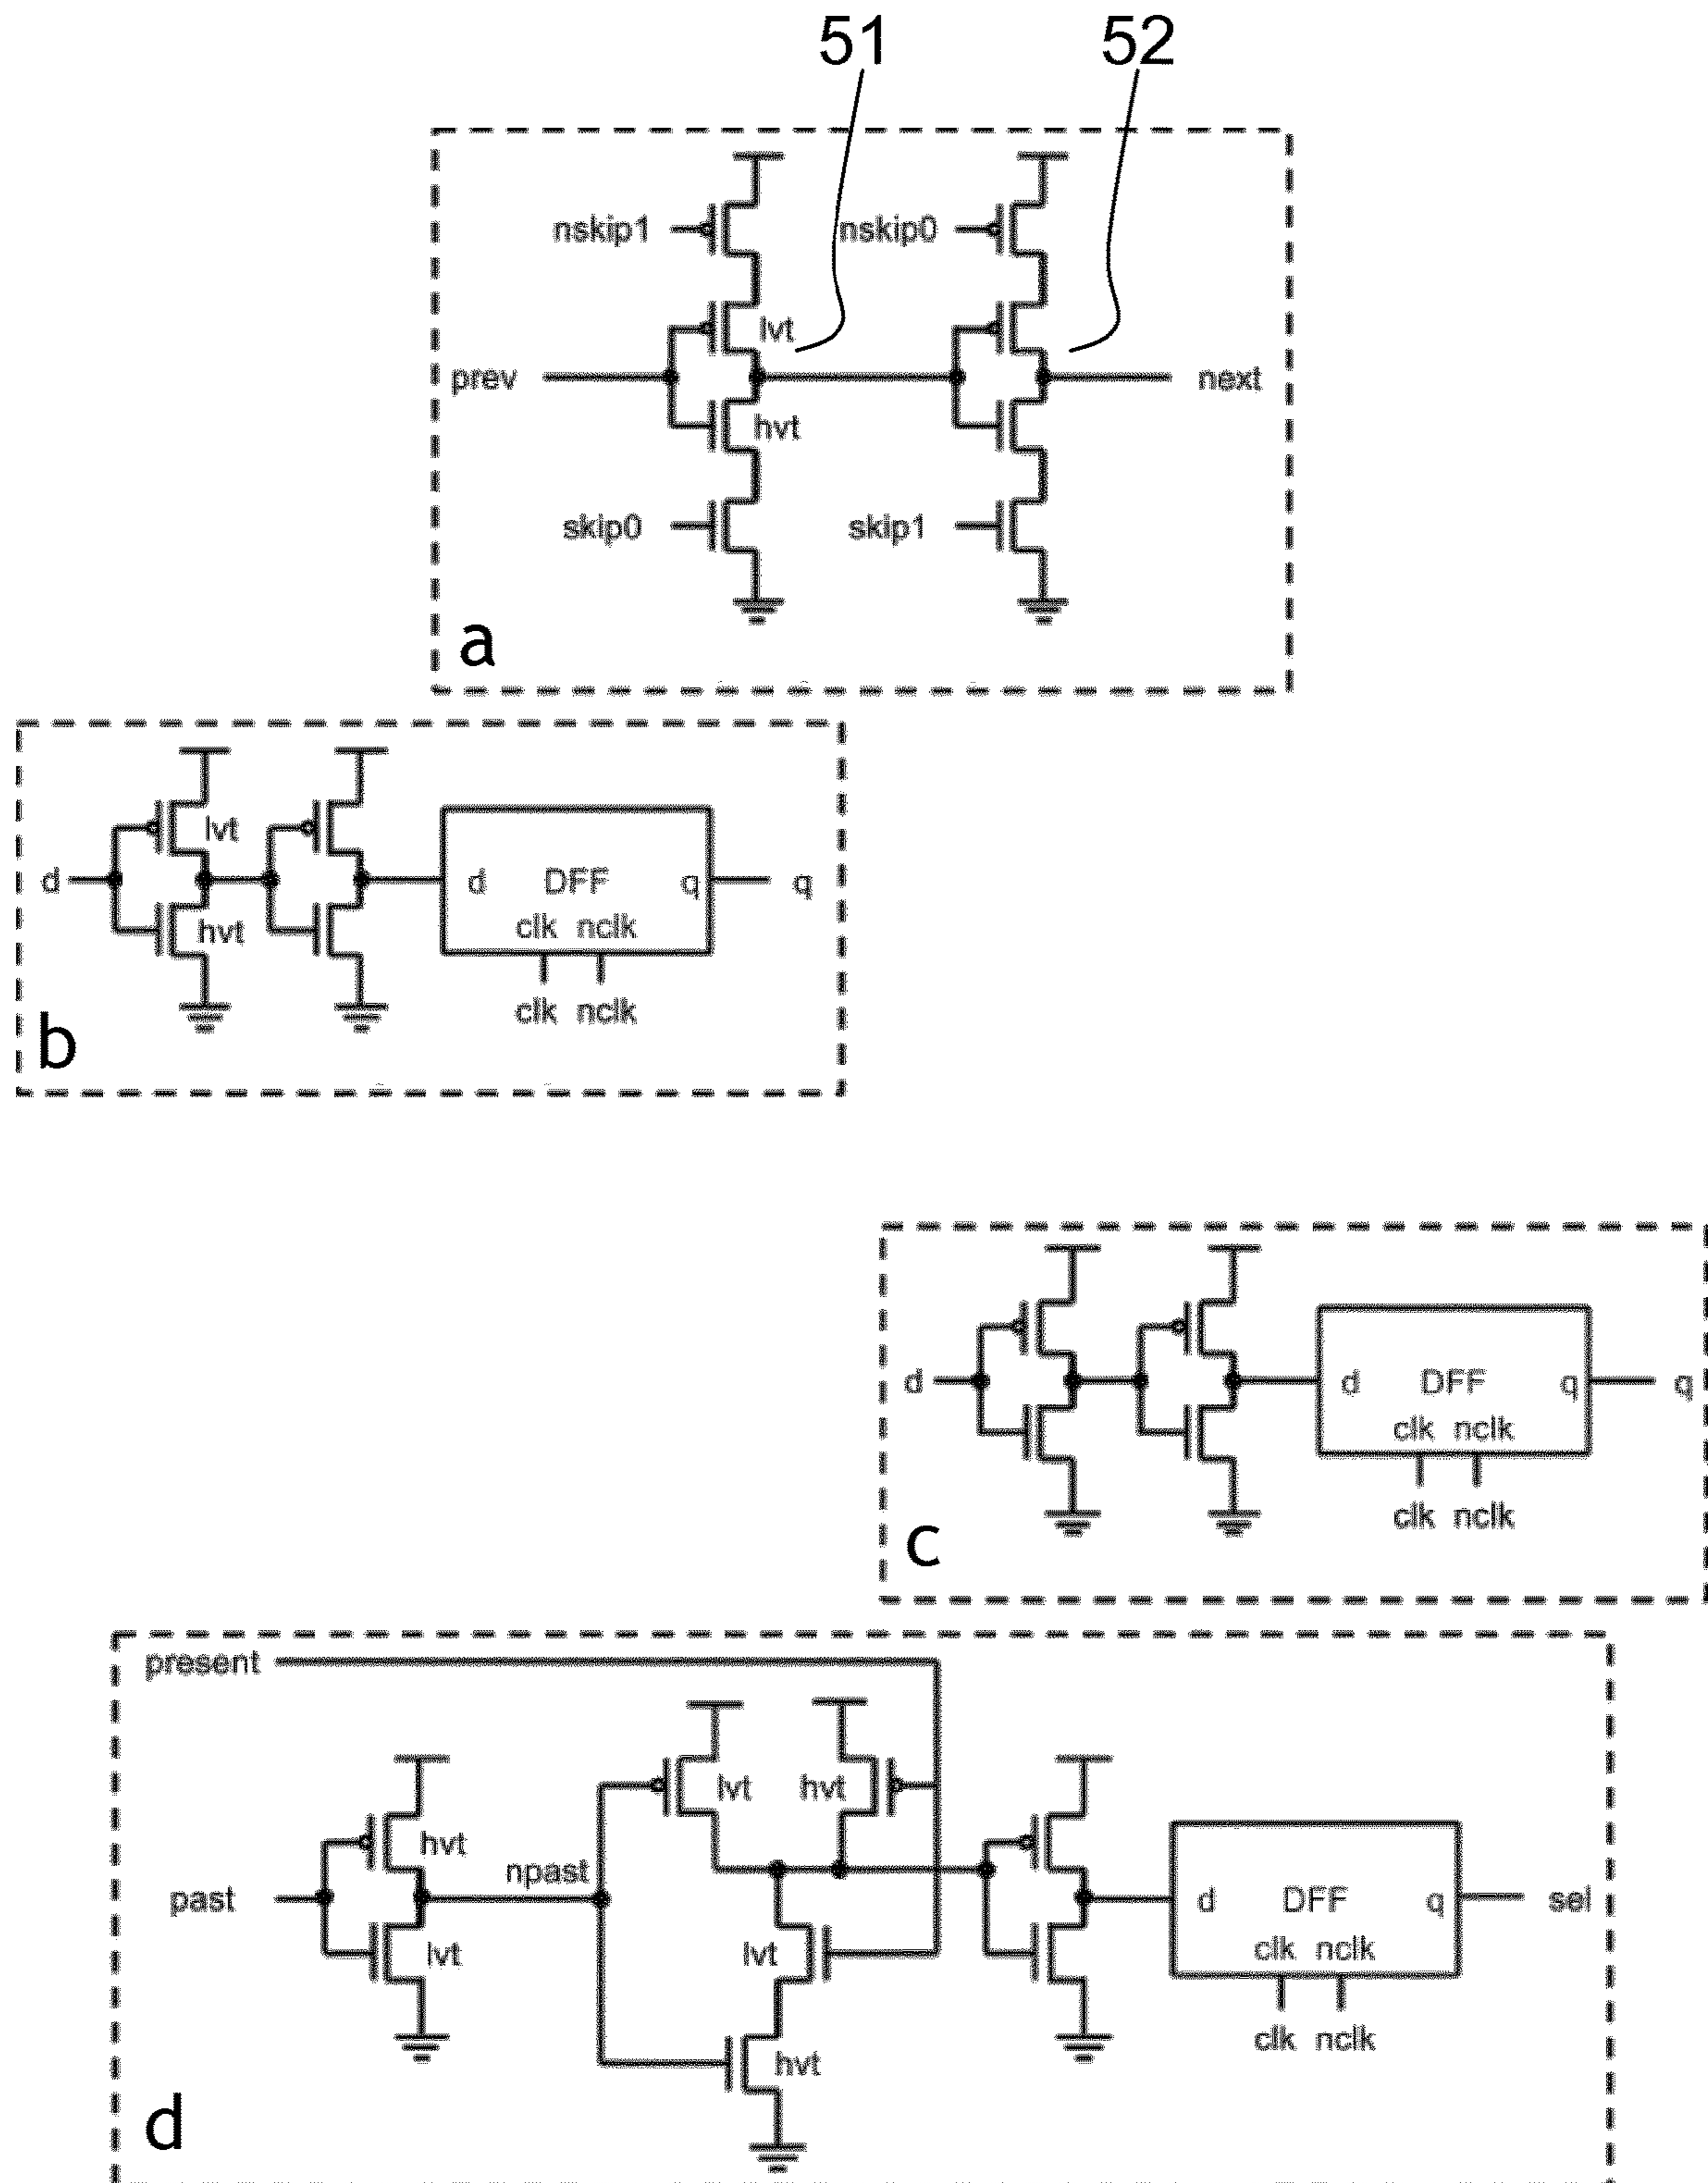 51 52
nskip1 nskip0
lvt
prev next
hvt
skip0 skip1
a
lvt
d d DFF q q
hvt clk nclk
clk nclk
b
d d DFF q q
clk nclk
clk nclk
c
present
lvt hvt
hvt
npast
past d DFF q sel
lvt lvt clk nclk
clk nclk
hvt
d